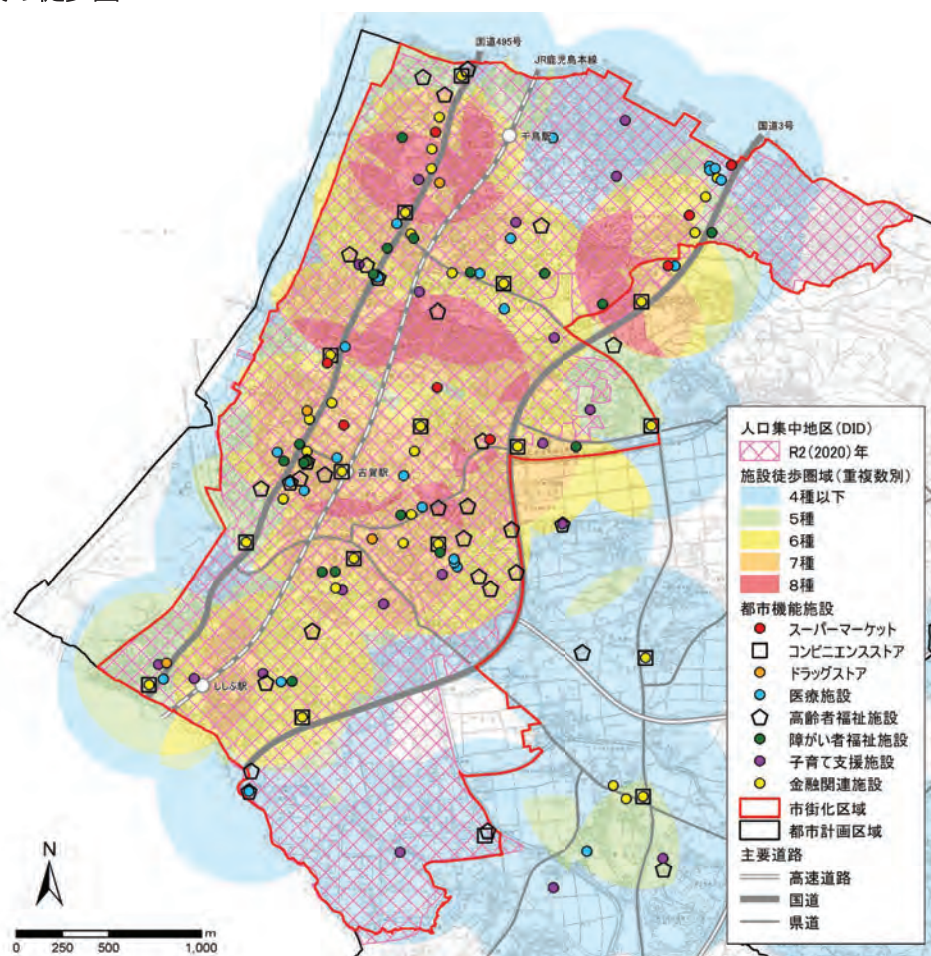 国道495号
JR鹿児島本線
国道3号
千鳥駅
古賀駅
ししぶ駅
人口集中地区(DID)
R2(2020)年
施設徒歩圏域(重複数別)
4種以下
5種
6種
7種
8種
都市機能施設
スーパーマーケット
コンビニエンスストア
ドラッグストア
医療施設
高齢者福祉施設
障がい者福祉施設
子育て支援施設
金融関連施設
市街化区域
都市計画区域
主要道路
高速道路
国道
県道
N
0 250 500 1,000 m